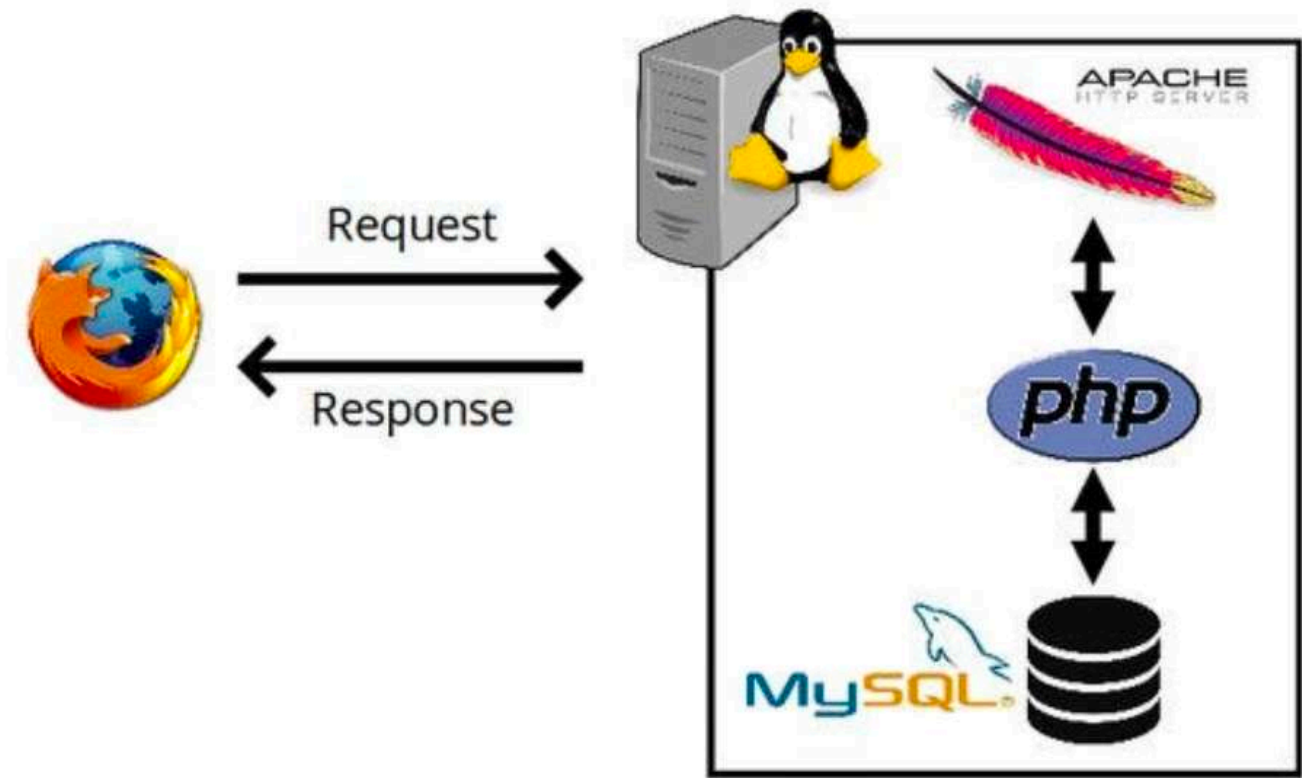 APACHE
HTTP SERVER
Request
Response
php
MySQL®